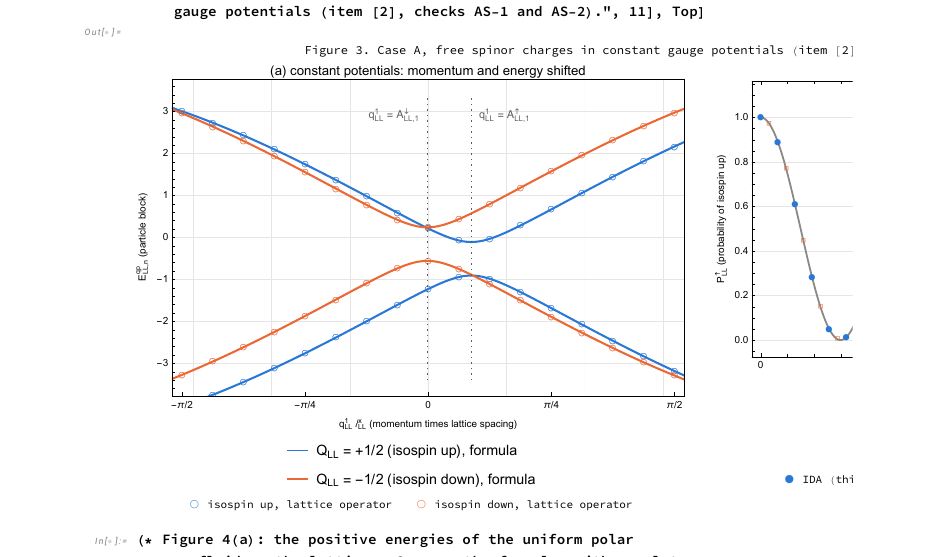 gauge potentials (item [2], checks AS-1 and AS-2).", 11], Top]
Out[◦]=
Figure 3. Case A, free spinor charges in constant gauge potentials (item [2]
(a) constant potentials: momentum and energy shifted
q↑LL = A↓LL,1
q↑LL = A↑LL,1
3
2
1
0
−1
−2
−3
(particle block)
−π/2
−π/4
0
π/4
π/2
(momentum times lattice spacing)
QLL = +1/2 (isospin up), formula
QLL = −1/2 (isospin down), formula
isospin up, lattice operator
isospin down, lattice operator
P↑LL (probability of isospin up)
1.0
0.8
0.6
0.4
0.2
0.0
0
IDA (thi
In[◦]:=
(* Figure 4(a): the positive energies of the uniform polar